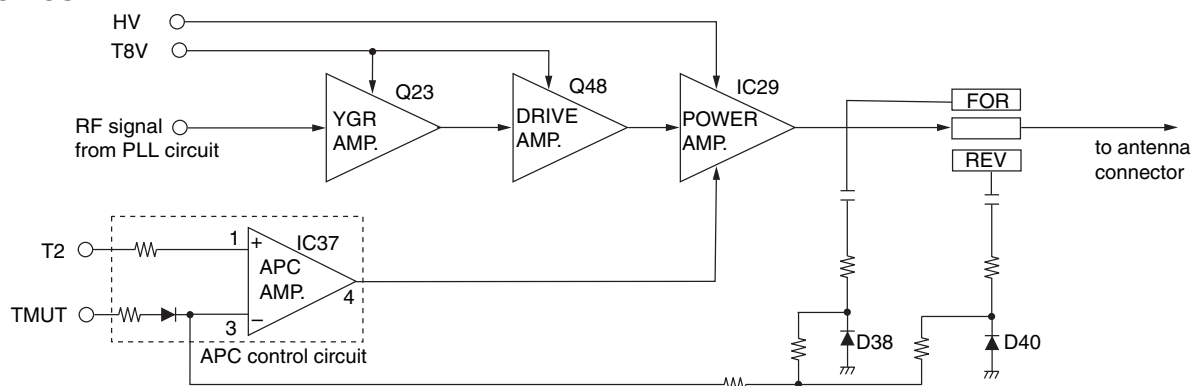 HV
T8V
Q23
Q48
IC29
FOR
YGR
AMP.
DRIVE
AMP.
POWER
AMP.
RF signal
from PLL circuit
REV
to antenna
connector
T2
1
+
IC37
APC
AMP.
4
TMUT
3
–
APC control circuit
D38
D40